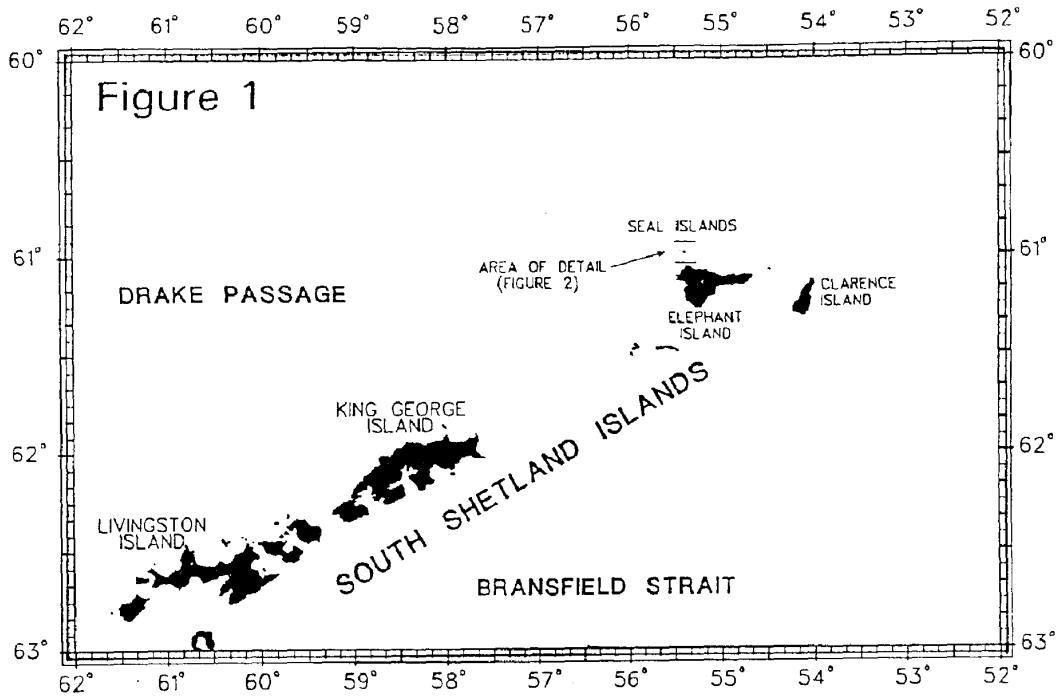 62° 61° 60° 59° 58° 57° 56° 55° 54° 53° 52°
60° 60°
Figure 1
SEAL ISLANDS
61° 61°
AREA OF DETAIL
(FIGURE 2)
DRAKE PASSAGE
CLARENCE
ISLAND
ELEPHANT
ISLAND
KING GEORGE
ISLAND
62° 62°
SOUTH SHETLAND ISLANDS
LIVINGSTON
ISLAND
BRANSFIELD STRAIT
63° 63°
62° 61° 60° 59° 58° 57° 56° 55° 54° 53° 52°